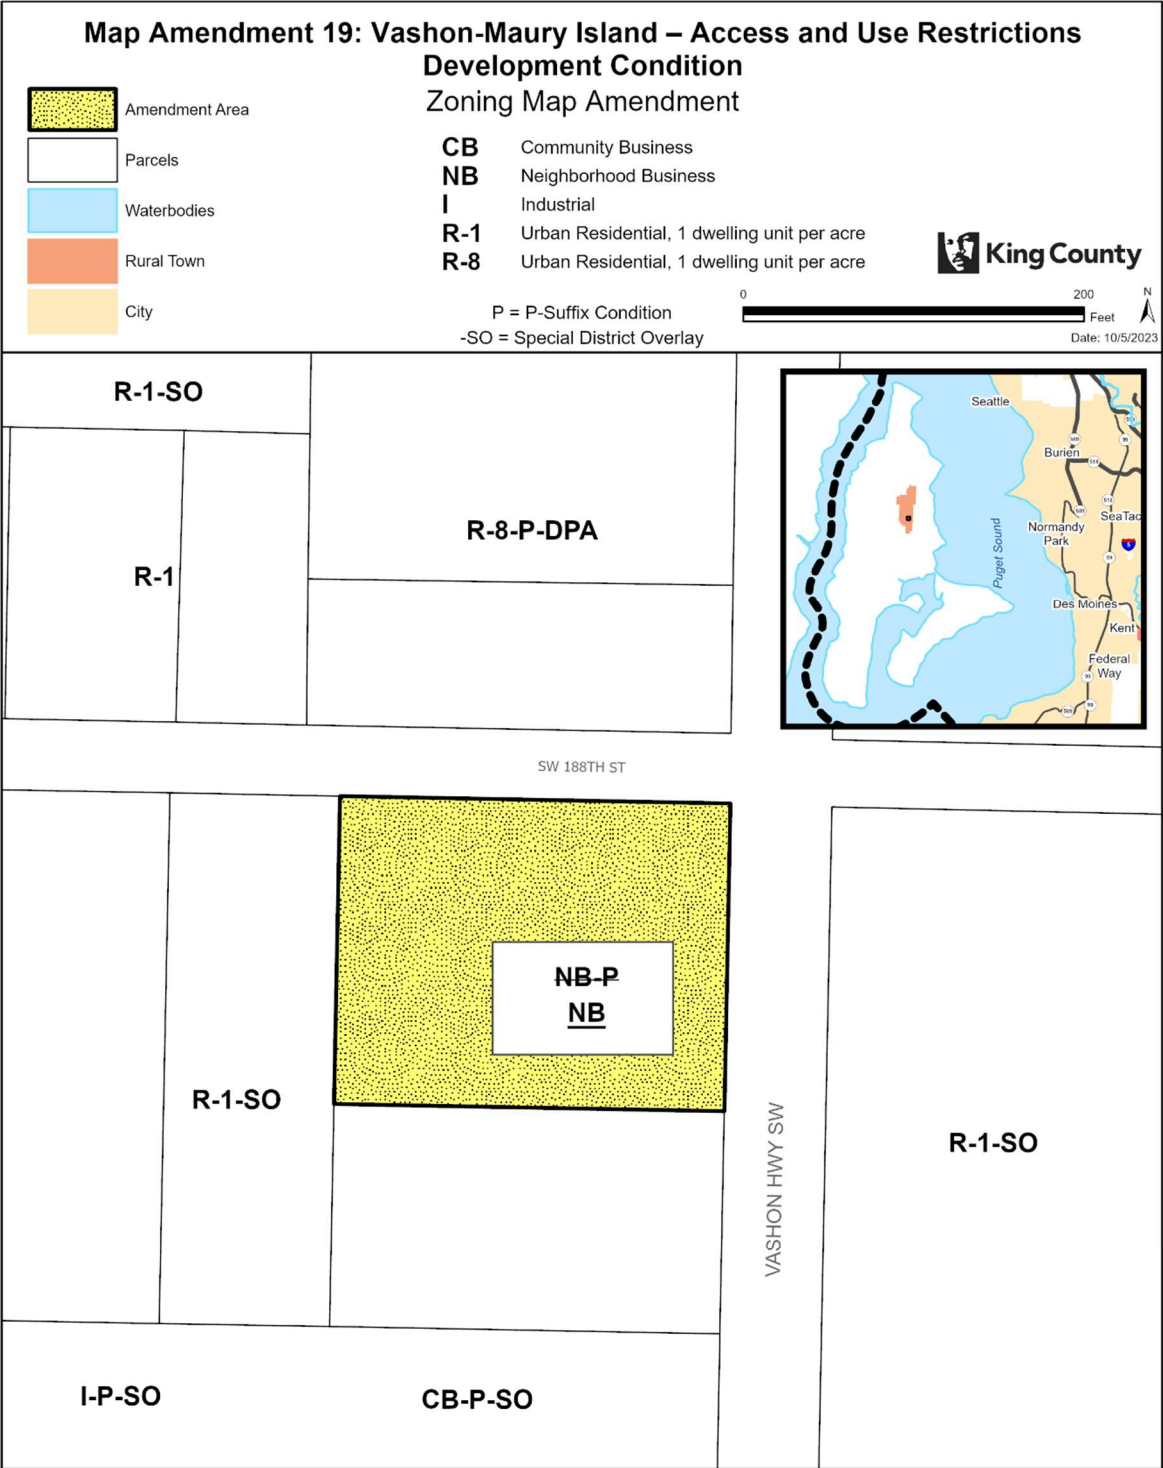 Map Amendment 19: Vashon-Maury Island – Access and Use Restrictions
Development Condition
Zoning Map Amendment
Amendment Area
Parcels
Waterbodies
Rural Town
City
CB Community Business
NB Neighborhood Business
I Industrial
R-1 Urban Residential, 1 dwelling unit per acre
R-8 Urban Residential, 1 dwelling unit per acre
P = P-Suffix Condition
-SO = Special District Overlay
King County
0 200
Feet
N
Date: 10/5/2023
R-1-SO
R-8-P-DPA
R-1
Seattle
Burien
Normandy
Park
SeaTac
Puget Sound
Des Moines
Kent
Federal
Way
509
518
99
5
SW 188TH ST
NB-P
NB
R-1-SO
VASHON HWY SW
R-1-SO
I-P-SO
CB-P-SO